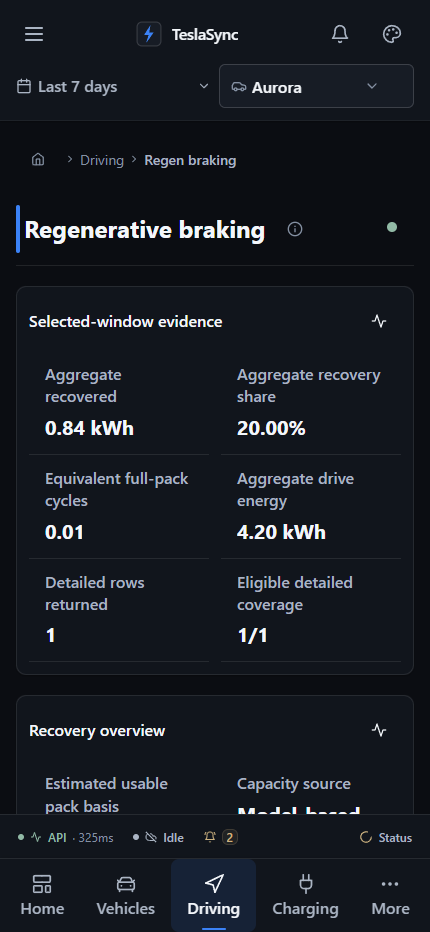 TeslaSync
Last 7 days
Aurora
Driving
Regen braking
Regenerative braking
Selected-window evidence
Aggregate recovered
0.84 kWh
Aggregate recovery share
20.00%
Equivalent full-pack cycles
0.01
Aggregate drive energy
4.20 kWh
Detailed rows returned
1
Eligible detailed coverage
1/1
Recovery overview
Estimated usable pack basis
Capacity source
Model-based
API · 325ms
Idle
2
Status
Home
Vehicles
Driving
Charging
More